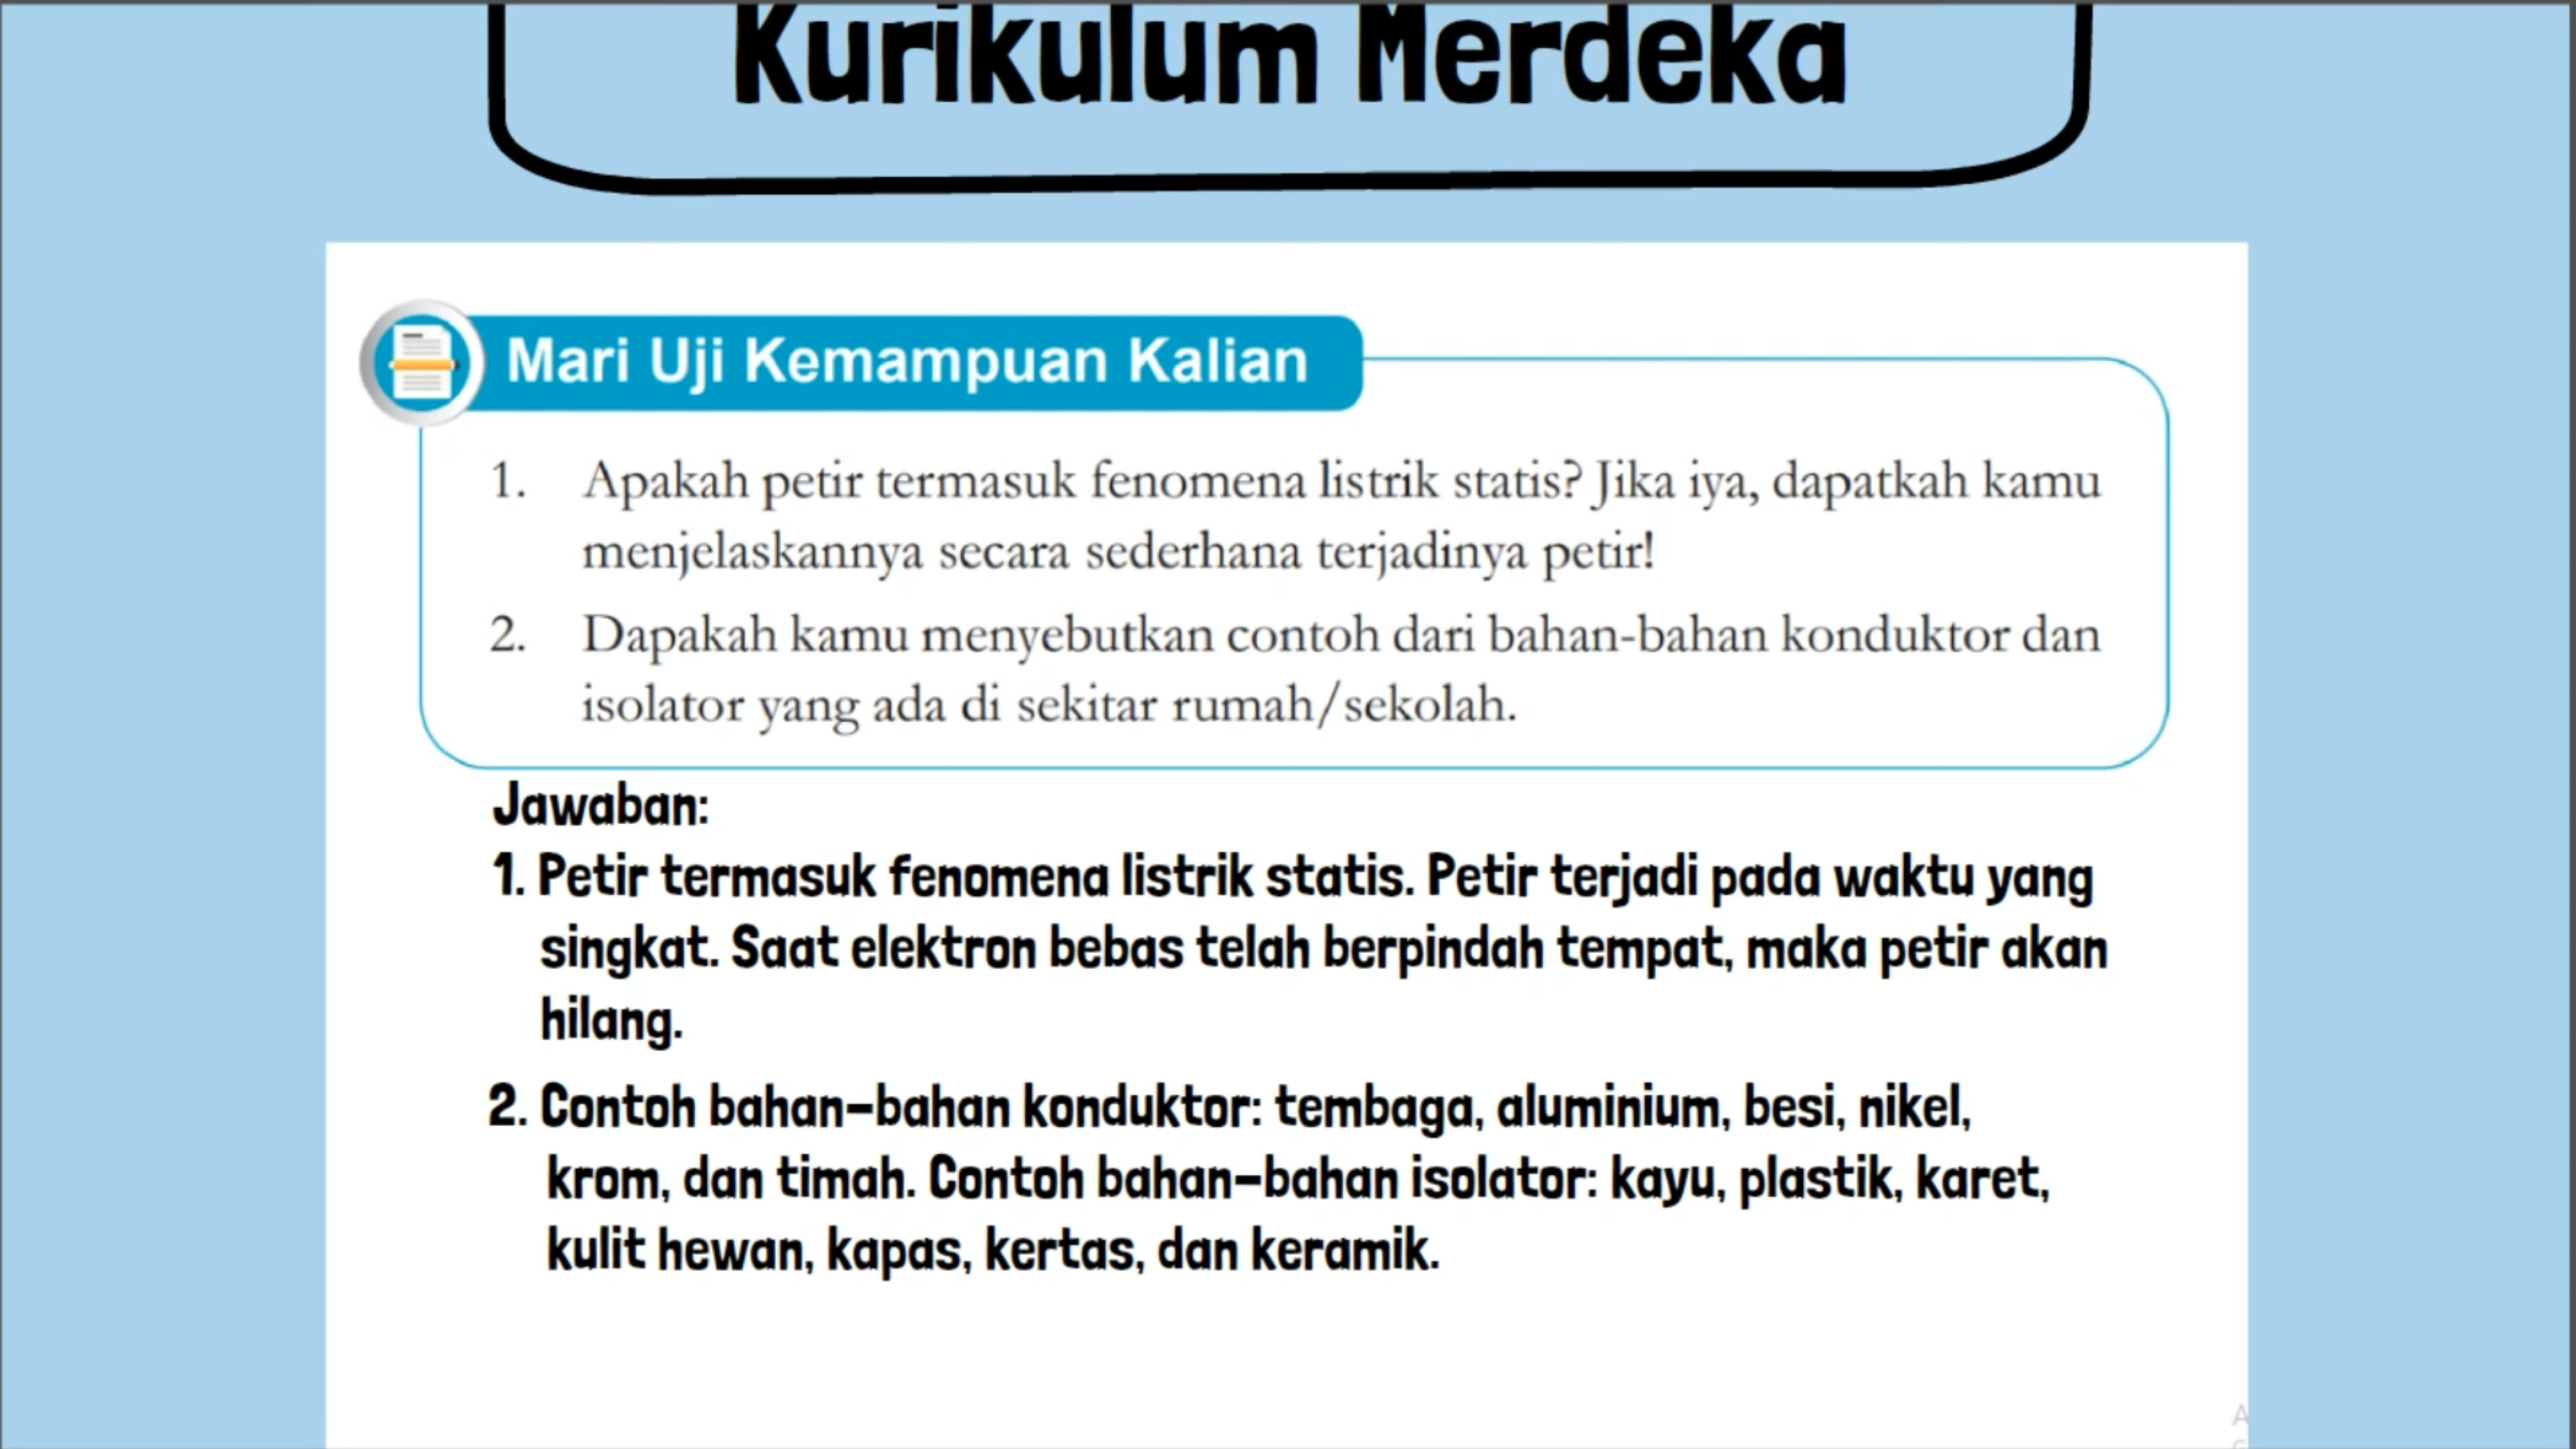 Kurikulum Merdeka
Mari Uji Kemampuan Kalian
1. Apakah petir termasuk fenomena listrik statis? Jika iya, dapatkah kamu
menjelaskannya secara sederhana terjadinya petir!
2. Dapakah kamu menyebutkan contoh dari bahan-bahan konduktor dan
isolator yang ada di sekitar rumah/sekolah.
Jawaban:
1. Petir termasuk fenomena listrik statis. Petir terjadi pada waktu yang
singkat. Saat elektron bebas telah berpindah tempat, maka petir akan
hilang.
2. Contoh bahan-bahan konduktor: tembaga, aluminium, besi, nikel,
krom, dan timah. Contoh bahan-bahan isolator: kayu, plastik, karet,
kulit hewan, kapas, kertas, dan keramik.